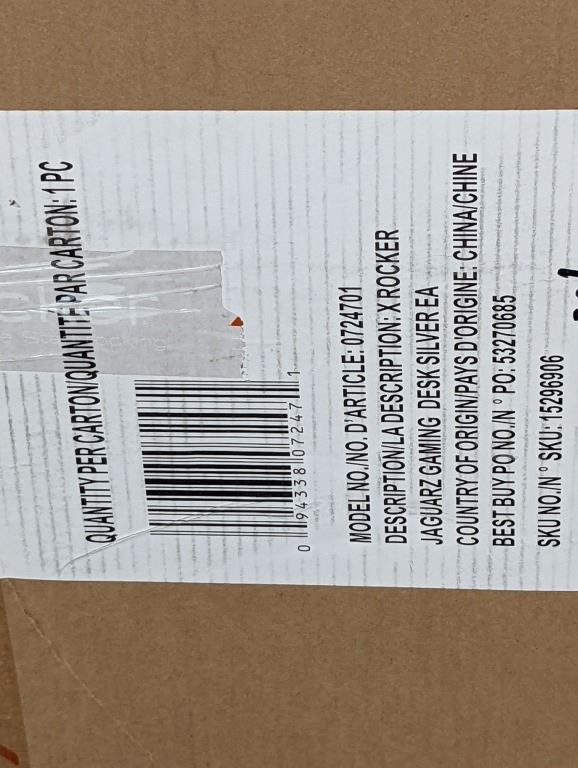 QUANTITY PER CARTON/QUANTITÉ PAR CARTON: 1 PC
0 94338 07247 1
MODEL NO./NO. D'ARTICLE: 0724701
DESCRIPTION/LA DESCRIPTION: X ROCKER
JAGUARZ GAMING DESK SILVER EA
COUNTRY OF ORIGIN/PAYS D'ORIGINE: CHINA/CHINE
BEST BUY PO NO./N° PO: 53270685
SKU NO./N° SKU: 15296906